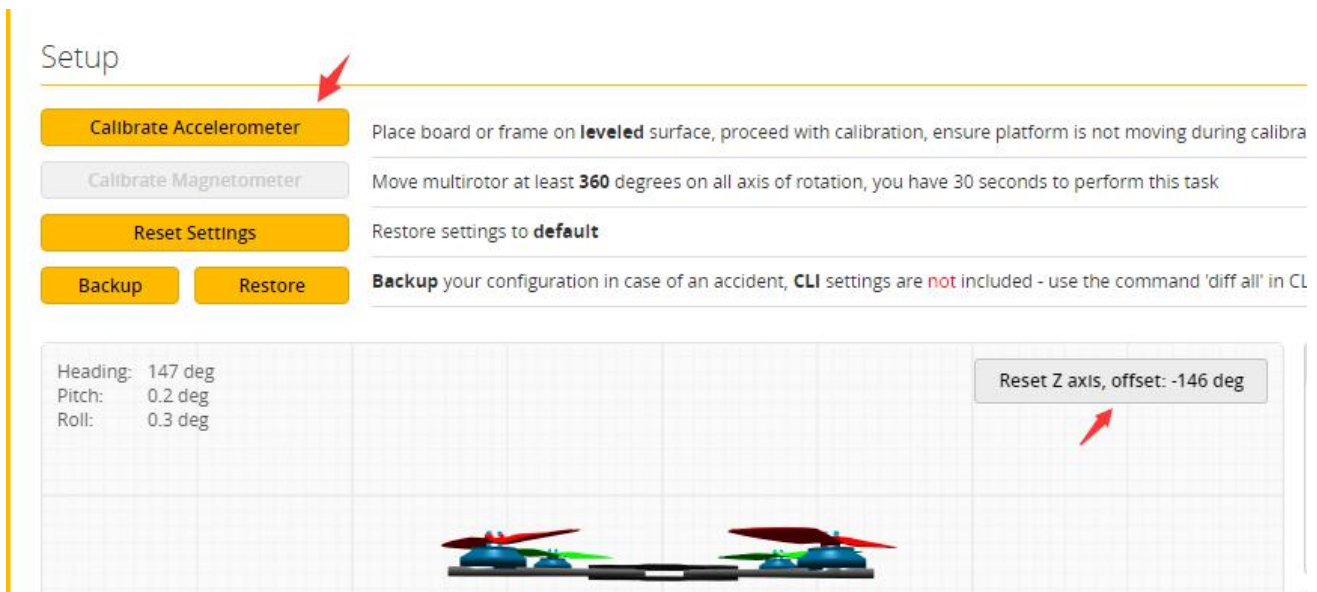 Setup
Calibrate Accelerometer
Place board or frame on leveled surface, proceed with calibration, ensure platform is not moving during calibra
Calibrate Magnetometer
Move multirotor at least 360 degrees on all axis of rotation, you have 30 seconds to perform this task
Reset Settings
Restore settings to default
Backup
Restore
Backup your configuration in case of an accident, CLI settings are not included - use the command 'diff all' in CL
Heading: 147 deg
Pitch: 0.2 deg
Roll: 0.3 deg
Reset Z axis, offset: -146 deg